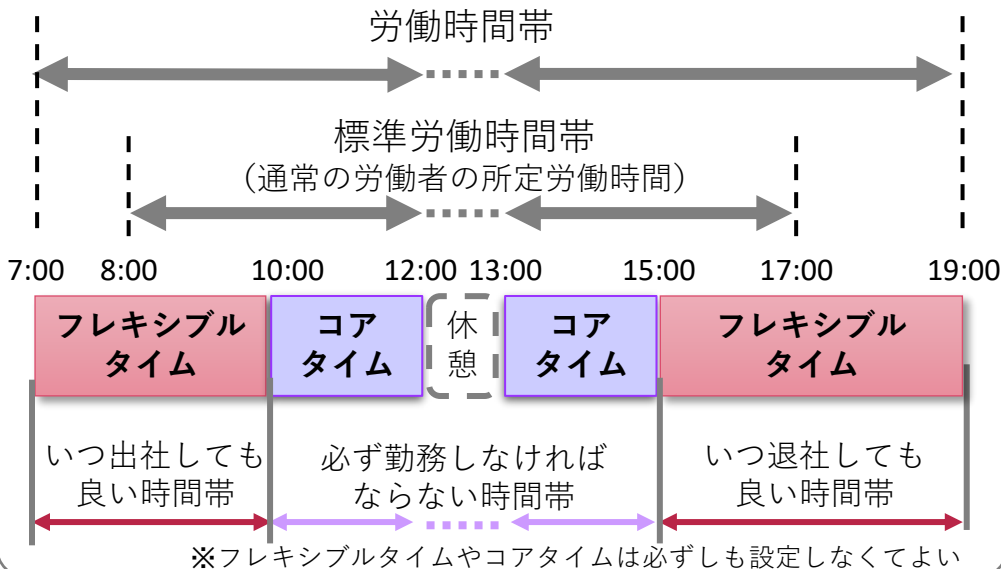 労働時間帯
標準労働時間帯
（通常の労働者の所定労働時間）
7:00 8:00 10:00 12:00 13:00 15:00 17:00 19:00
フレキシブル
タイム
コア
タイム
休
憩
コア
タイム
フレキシブル
タイム
いつ出社しても
良い時間帯
必ず勤務しなければ
ならない時間帯
いつ退社しても
良い時間帯
※フレキシブルタイムやコアタイムは必ずしも設定しなくてよい